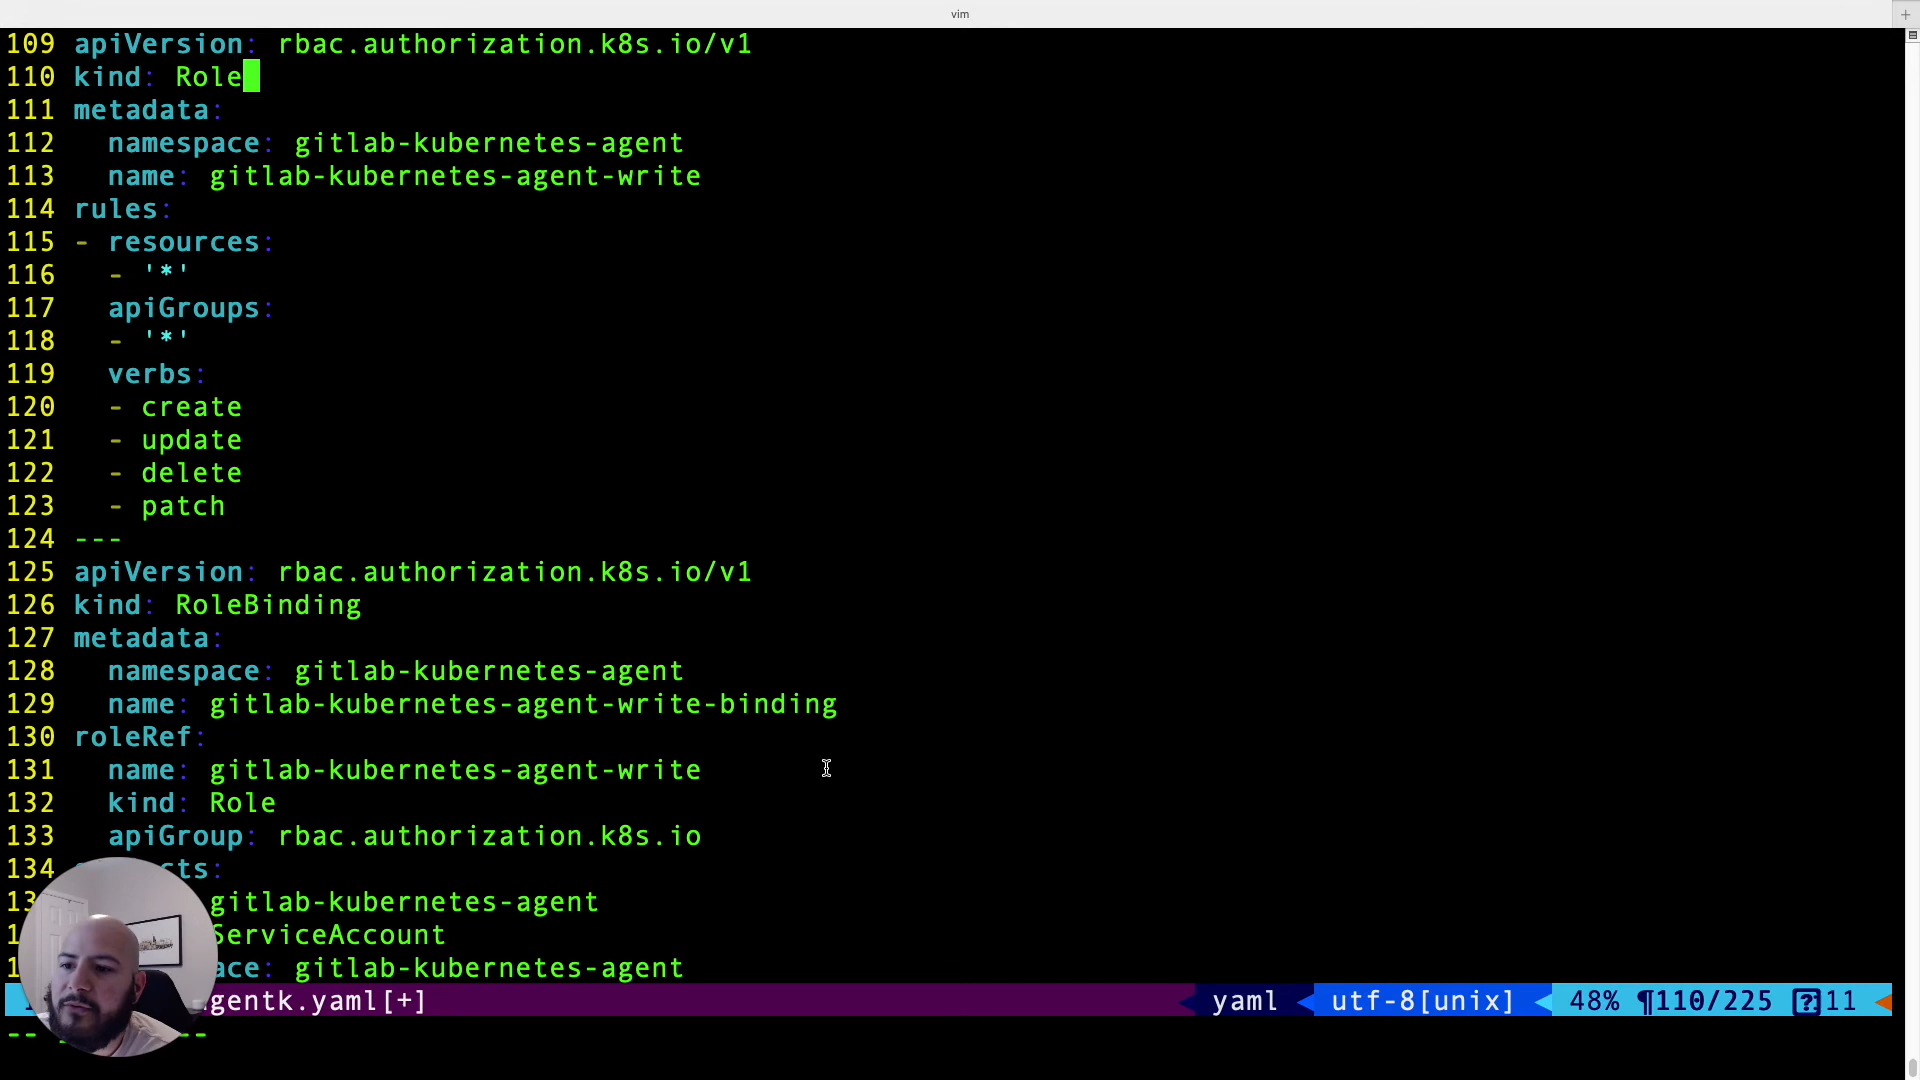 vim
109 apiVersion: rbac.authorization.k8s.io/v1
110 kind: Role
111 metadata:
112   namespace: gitlab-kubernetes-agent
113   name: gitlab-kubernetes-agent-write
114 rules:
115 - resources:
116   - '*'
117   apiGroups:
118   - '*'
119   verbs:
120   - create
121   - update
122   - delete
123   - patch
124 ---
125 apiVersion: rbac.authorization.k8s.io/v1
126 kind: RoleBinding
127 metadata:
128   namespace: gitlab-kubernetes-agent
129   name: gitlab-kubernetes-agent-write-binding
130 roleRef:
131   name: gitlab-kubernetes-agent-write
132   kind: Role
133   apiGroup: rbac.authorization.k8s.io
134 cts:
gitlab-kubernetes-agent
ServiceAccount
ace: gitlab-kubernetes-agent
gentk.yaml[+] yaml utf-8[unix] 48% ¶110/225 11